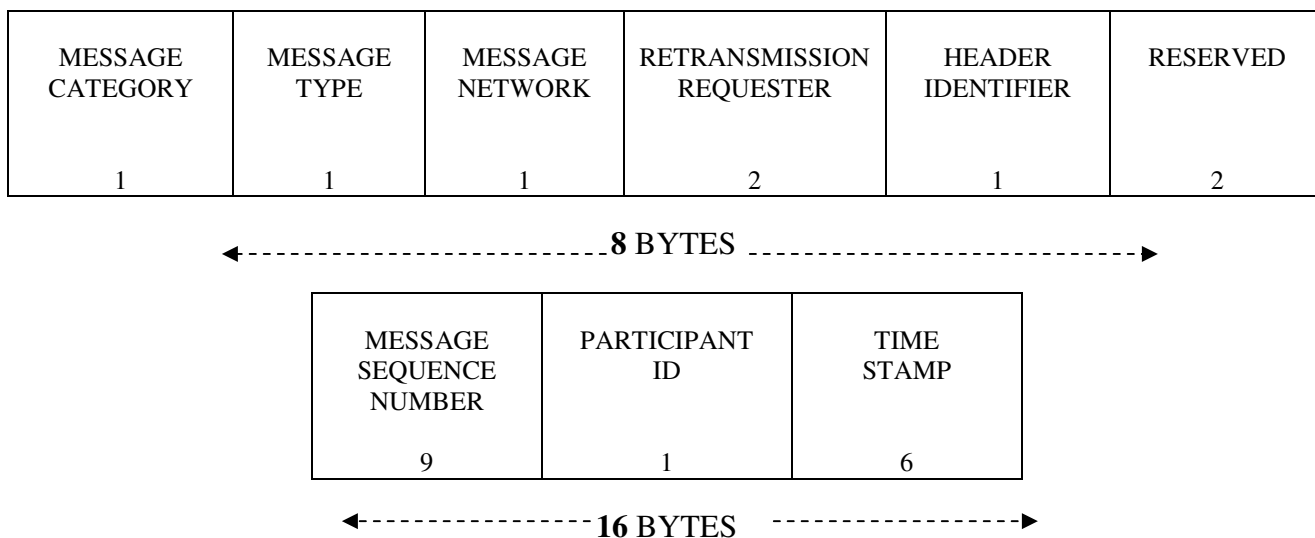 MESSAGE CATEGORY MESSAGE TYPE MESSAGE NETWORK RETRANSMISSION REQUESTER HEADER IDENTIFIER RESERVED
1 1 1 2 1 2
8 BYTES
MESSAGE SEQUENCE NUMBER PARTICIPANT ID TIME STAMP
9 1 6
16 BYTES